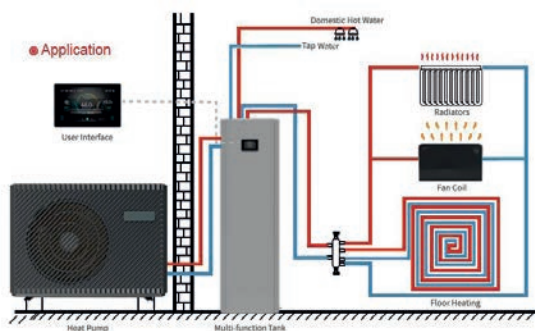 Application
Domestic Hot Water
Tap Water
User Interface
Radiators
Fan Coil
Floor Heating
Heat Pump
Multi-function Tank